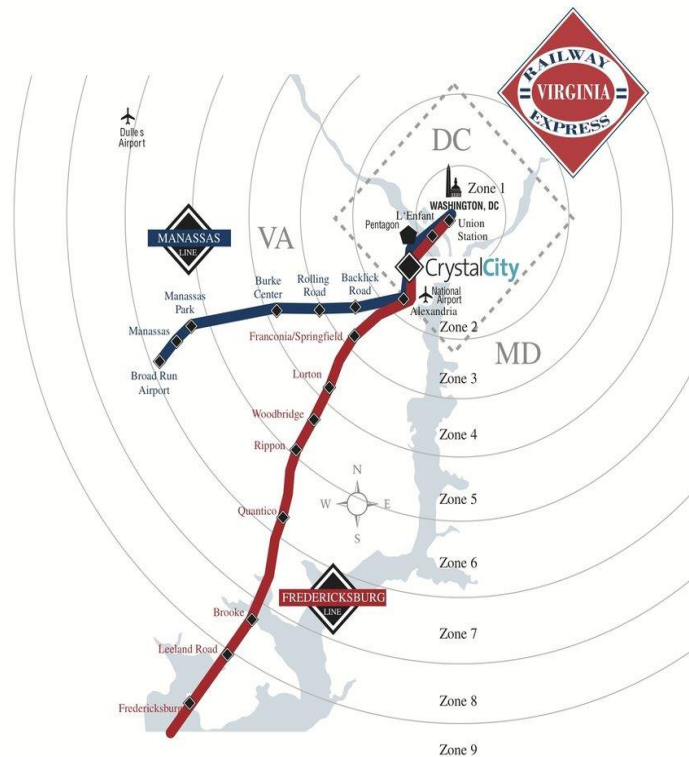 RAILWAY
VIRGINIA
EXPRESS
Dulles
Airport
DC
Zone 1
WASHINGTON, DC
L'Enfant
Union
Station
Pentagon
MANASSAS
LINE
VA
CrystalCity
Burke
Center
Rolling
Road
Backlick
Road
National
Airport
Alexandria
Manassas
Park
Manassas
Broad Run
Airport
Franconia/Springfield
Zone 2
MD
Lorton
Zone 3
Woodbridge
Zone 4
Rippon
N
W
E
S
Zone 5
Quantico
Zone 6
FREDERICKSBURG
LINE
Brooke
Zone 7
Leeland Road
Zone 8
Fredericksburg
Zone 9